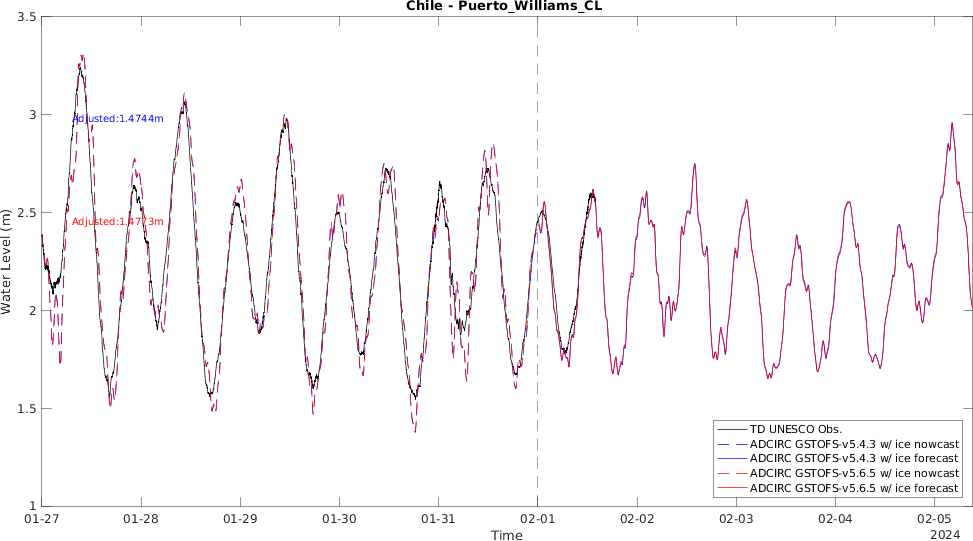 Chile - Puerto_Williams_CL
Water Level (m)
3.5
3
2.5
2
1.5
1
Adjusted:1.4744m
Adjusted:1.4773m
TD UNESCO Obs.
ADCIRC GSTOFS-v5.4.3 w/ ice nowcast
ADCIRC GSTOFS-v5.4.3 w/ ice forecast
ADCIRC GSTOFS-v5.6.5 w/ ice nowcast
ADCIRC GSTOFS-v5.6.5 w/ ice forecast
01-27 01-28 01-29 01-30 01-31 02-01 02-02 02-03 02-04 02-05
Time
2024